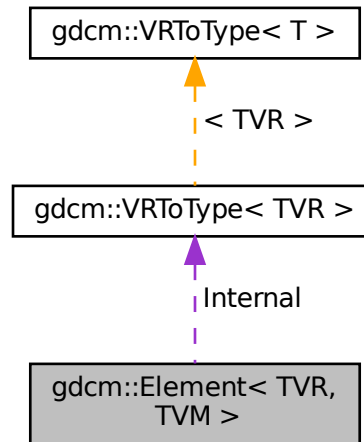 gdcm::VRToType< T >
< TVR >
gdcm::VRToType< TVR >
Internal
gdcm::Element< TVR,
TVM >